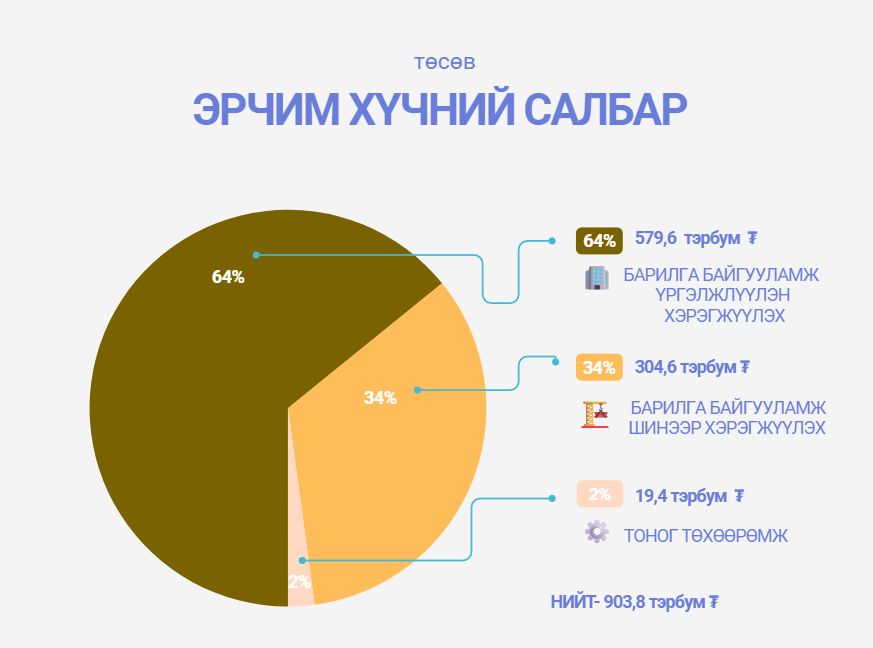 төсөв
ЭРЧИМ ХҮЧНИЙ САЛБАР
64%
34%
2%
64% 579,6 тэрбум ₮
БАРИЛГА БАЙГУУЛАМЖ
ҮРГЭЛЖЛҮҮЛЭН
ХЭРЭГЖҮҮЛЭХ
34% 304,6 тэрбум ₮
БАРИЛГА БАЙГУУЛАМЖ
ШИНЭЭР ХЭРЭГЖҮҮЛЭХ
2% 19,4 тэрбум ₮
ТОНОГ ТӨХӨӨРӨМЖ
НИЙТ- 903,8 тэрбум ₮